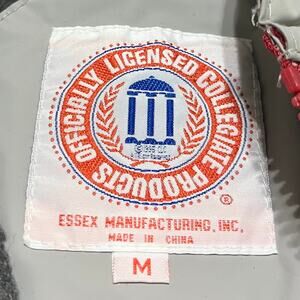 OFFICIALLY LICENSED COLLEGIATE PRODUCTS
®
ESSEX MANUFACTURING, INC.
MADE IN CHINA
M